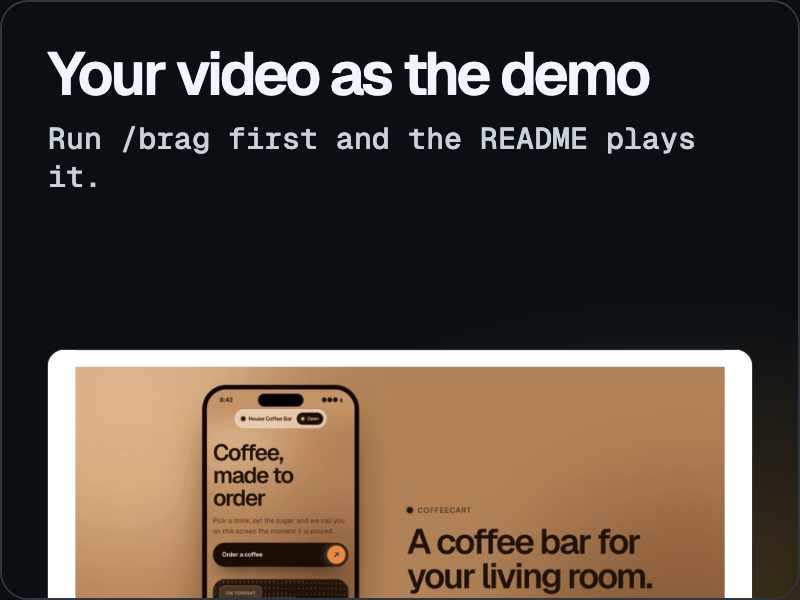 Your video as the demo
Run /brag first and the README plays
it.
8:42
House Coffee Bar
Open
Coffee,
made to
order
Pick a drink, set the sugar, and we call you
on this screen the moment it is poured.
Order a coffee
ON TONIGHT
COFFEECART
A coffee bar for
your living room.